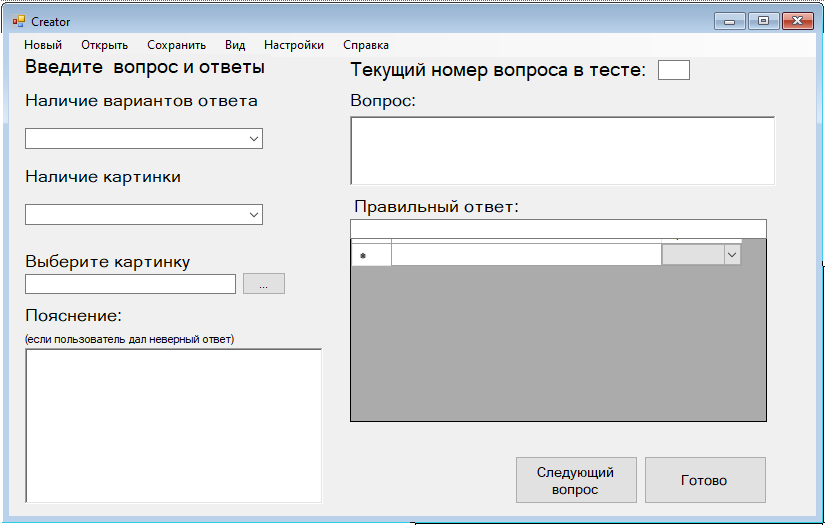 Creator
Новый Открыть Сохранить Вид Настройки Справка
Введите вопрос и ответы
Текущий номер вопроса в тесте:
Наличие вариантов ответа
Вопрос:
Наличие картинки
Правильный ответ:
Выберите картинку
...
Пояснение:
(если пользователь дал неверный ответ)
Следующий
вопрос
Готово